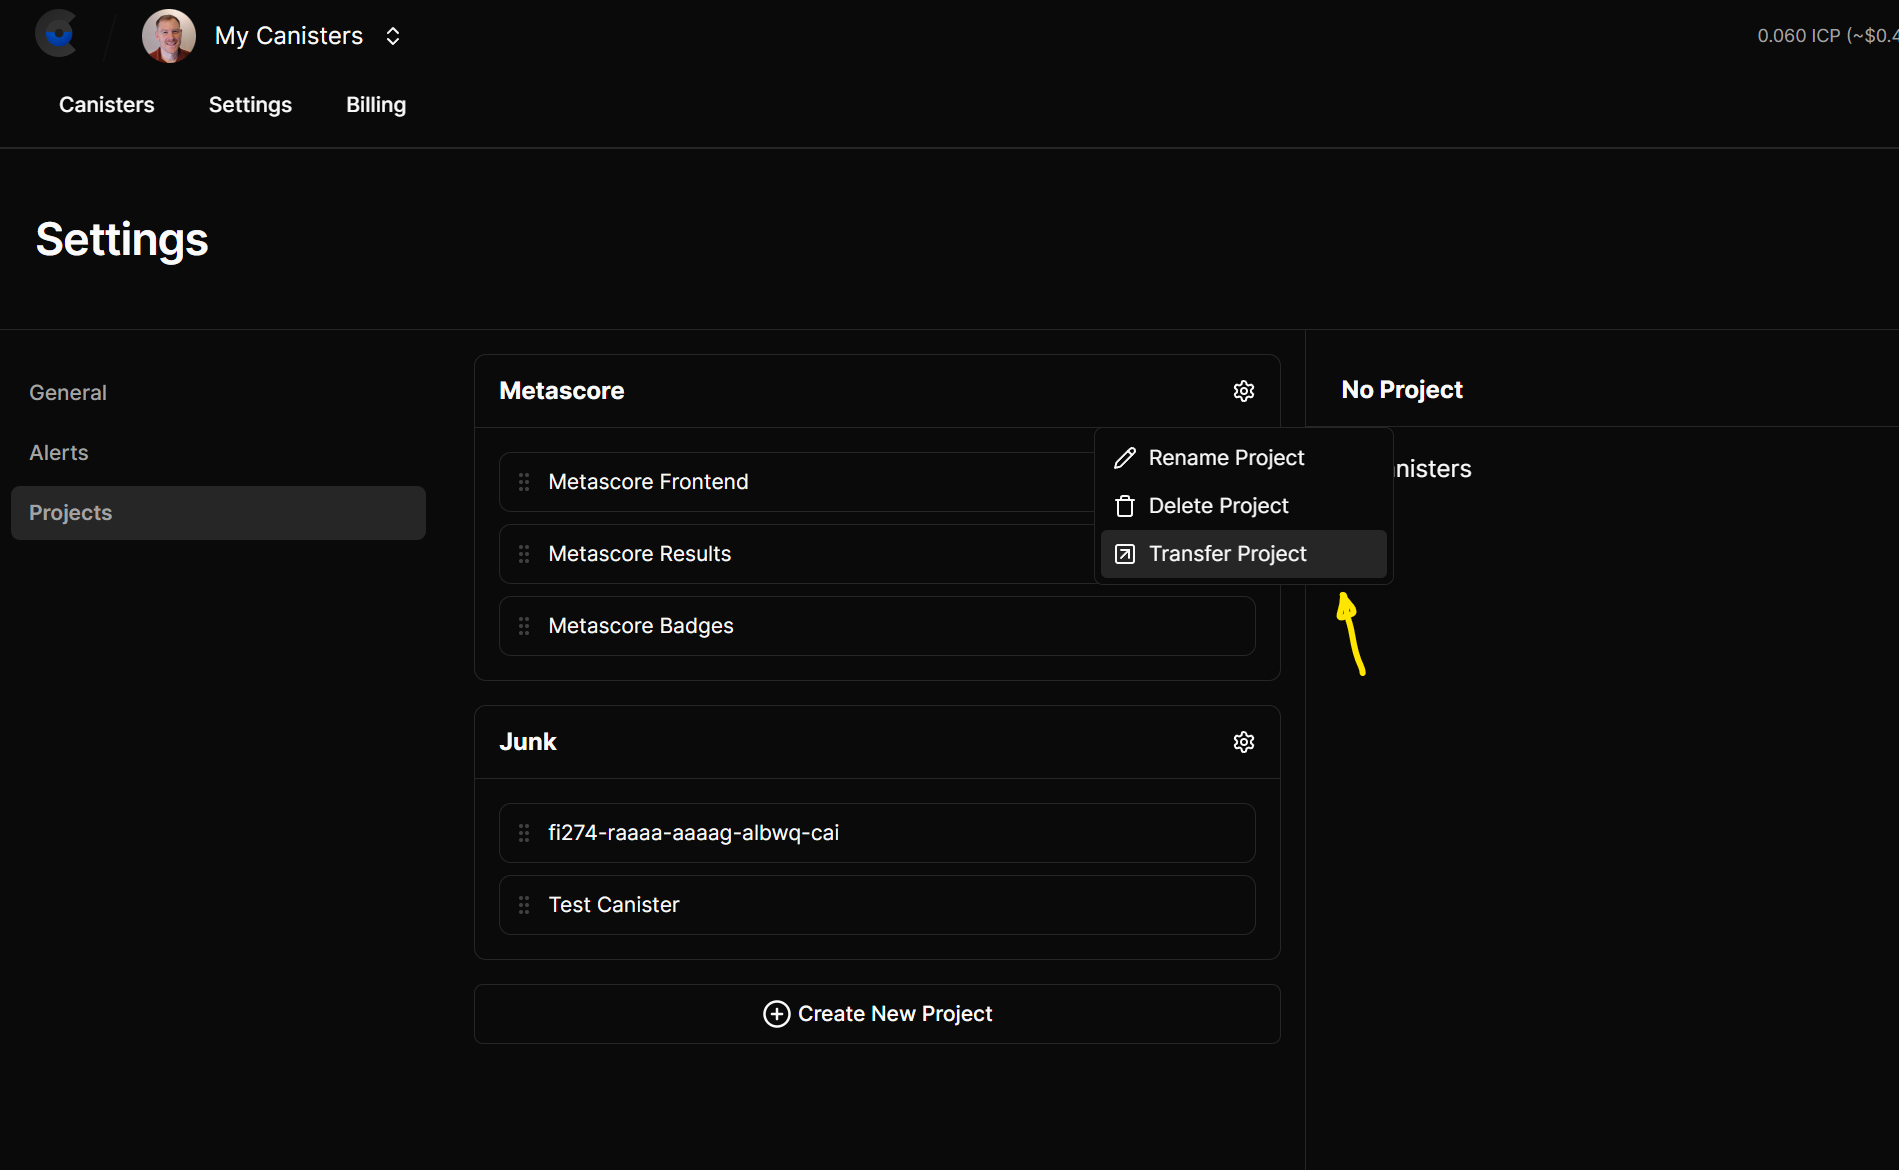 My Canisters
0.060 ICP (~$0.4
Canisters Settings Billing
Settings
General
Alerts
Projects
Metascore
Metascore Frontend
Metascore Results
Metascore Badges
Rename Project
Delete Project
Transfer Project
No Project
nisters
Junk
fi274-raaaa-aaaag-albwq-cai
Test Canister
Create New Project